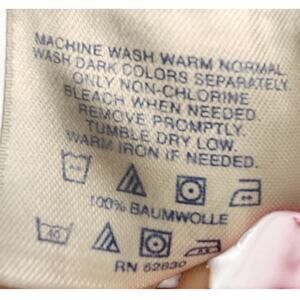 MACHINE WASH WARM NORMAL
WASH DARK COLORS SEPARATELY.
ONLY NON-CHLORINE
BLEACH WHEN NEEDED.
REMOVE PROMPTLY.
TUMBLE DRY LOW.
WARM IRON IF NEEDED.
100% BAUMWOLLE
40
RN 52830